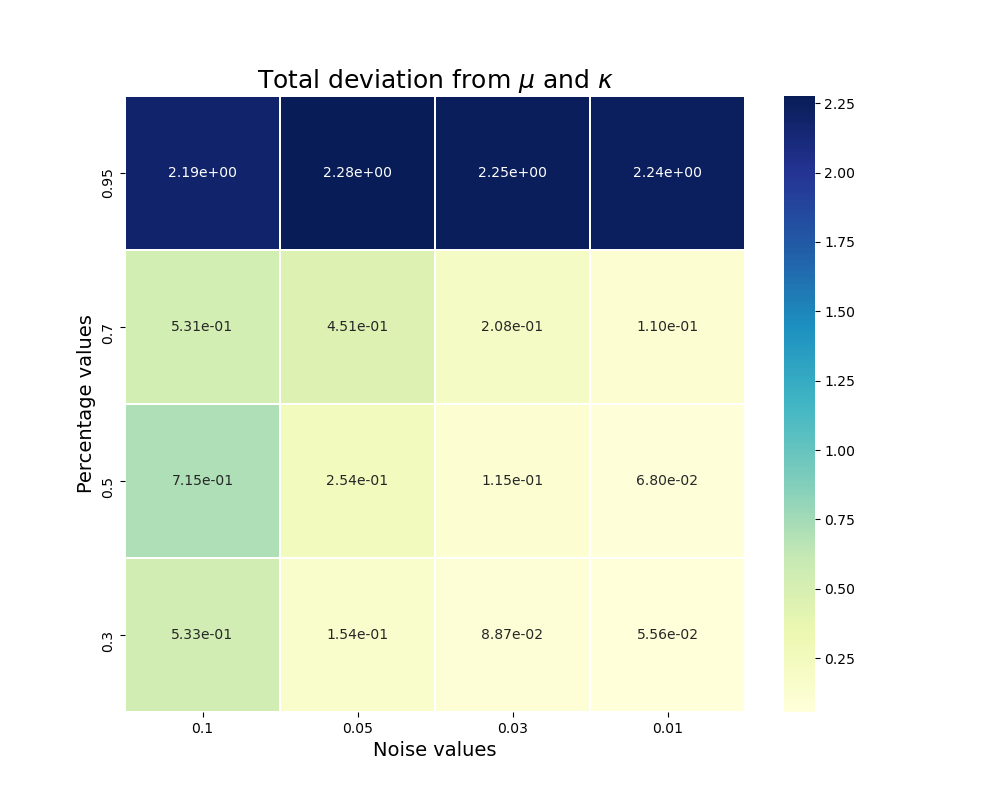 Total deviation from μ and κ
0.95 2.19e+00 2.28e+00 2.25e+00 2.24e+00
0.7 5.31e-01 4.51e-01 2.08e-01 1.10e-01
0.5 7.15e-01 2.54e-01 1.15e-01 6.80e-02
0.3 5.33e-01 1.54e-01 8.87e-02 5.56e-02
Percentage values
0.1 0.05 0.03 0.01
Noise values
2.25
2.00
1.75
1.50
1.25
1.00
0.75
0.50
0.25